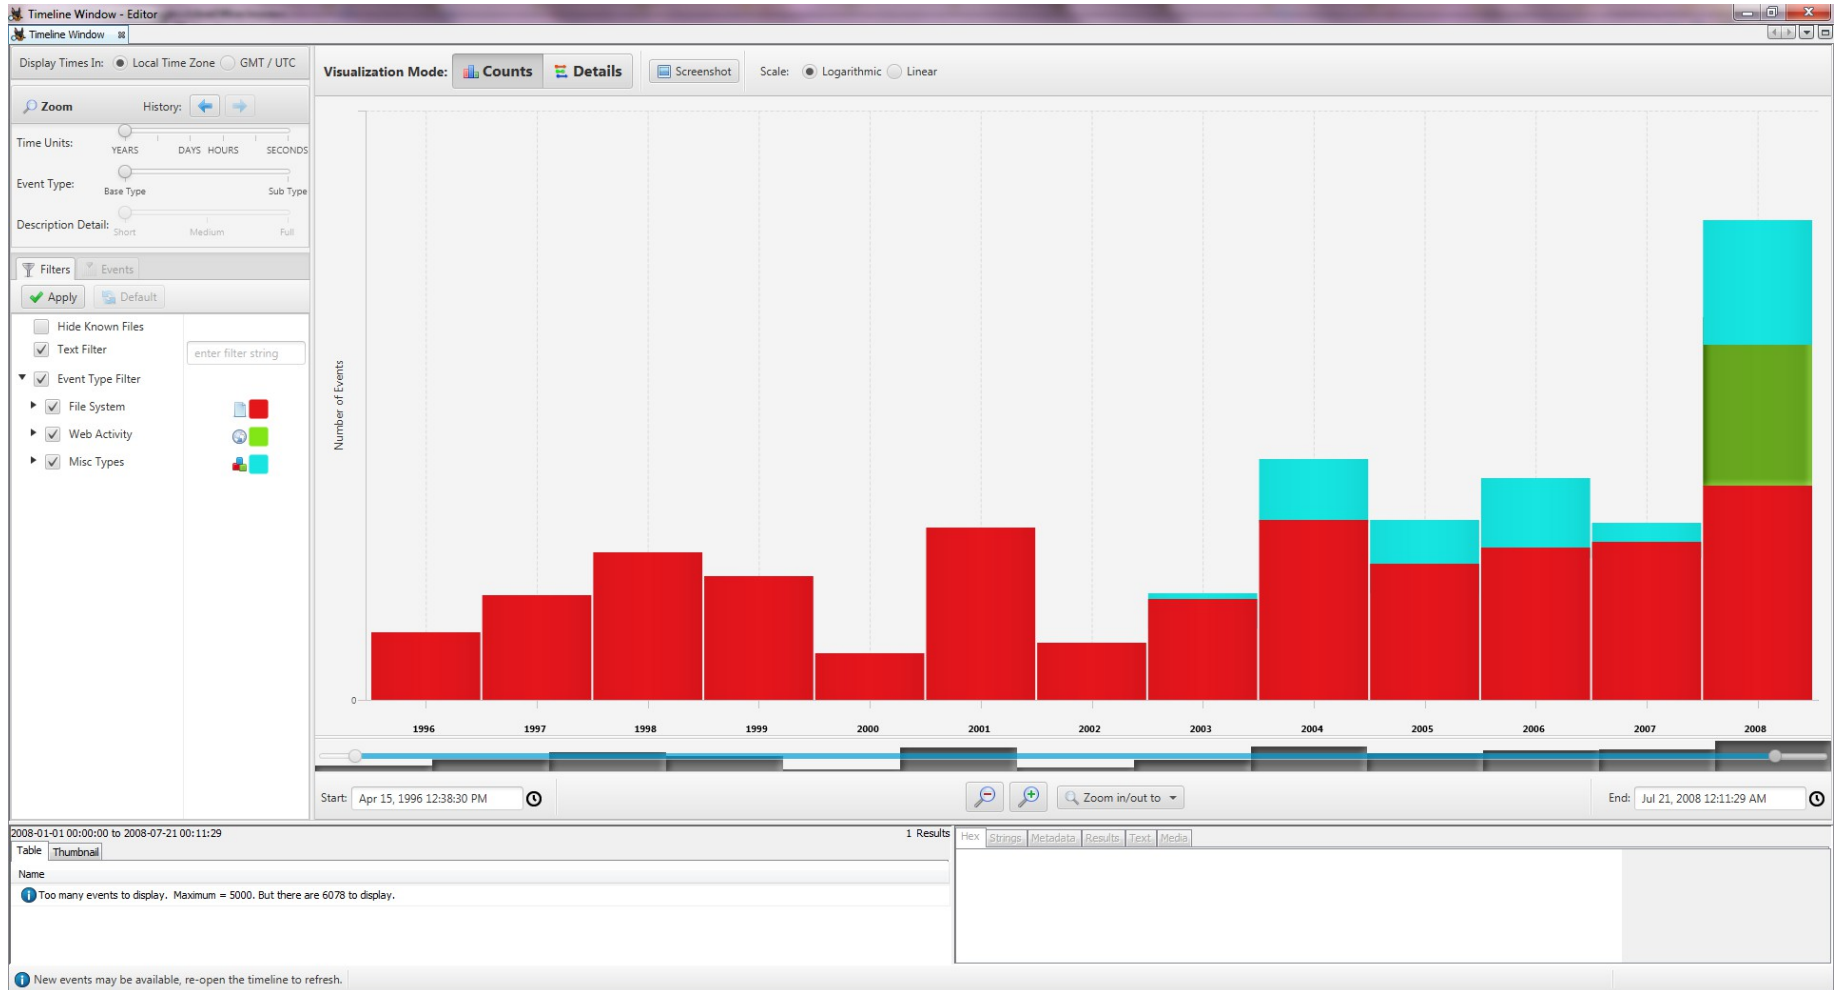 Timeline Window - Editor
Timeline Window
Display Times In: Local Time Zone GMT / UTC
Visualization Mode: Counts Details Screenshot Scale: Logarithmic Linear
Zoom History:
Time Units:
YEARS DAYS HOURS SECONDS
Event Type:
Base Type Sub Type
Description Detail:
Short Medium Full
Filters Events
Apply Default
Hide Known Files
Text Filter enter filter string
Event Type Filter
File System
Web Activity
Misc Types
Number of Events
0
1996 1997 1998 1999 2000 2001 2002 2003 2004 2005 2006 2007 2008
Start: Apr 15, 1996 12:38:30 PM Zoom in/out to End: Jul 21, 2008 12:11:29 AM
2008-01-01 00:00:00 to 2008-07-21 00:11:29 1 Results
Table Thumbnail
Name
Too many events to display. Maximum = 5000. But there are 6078 to display.
Hex Strings Metadata Results Text Media
New events may be available, re-open the timeline to refresh.